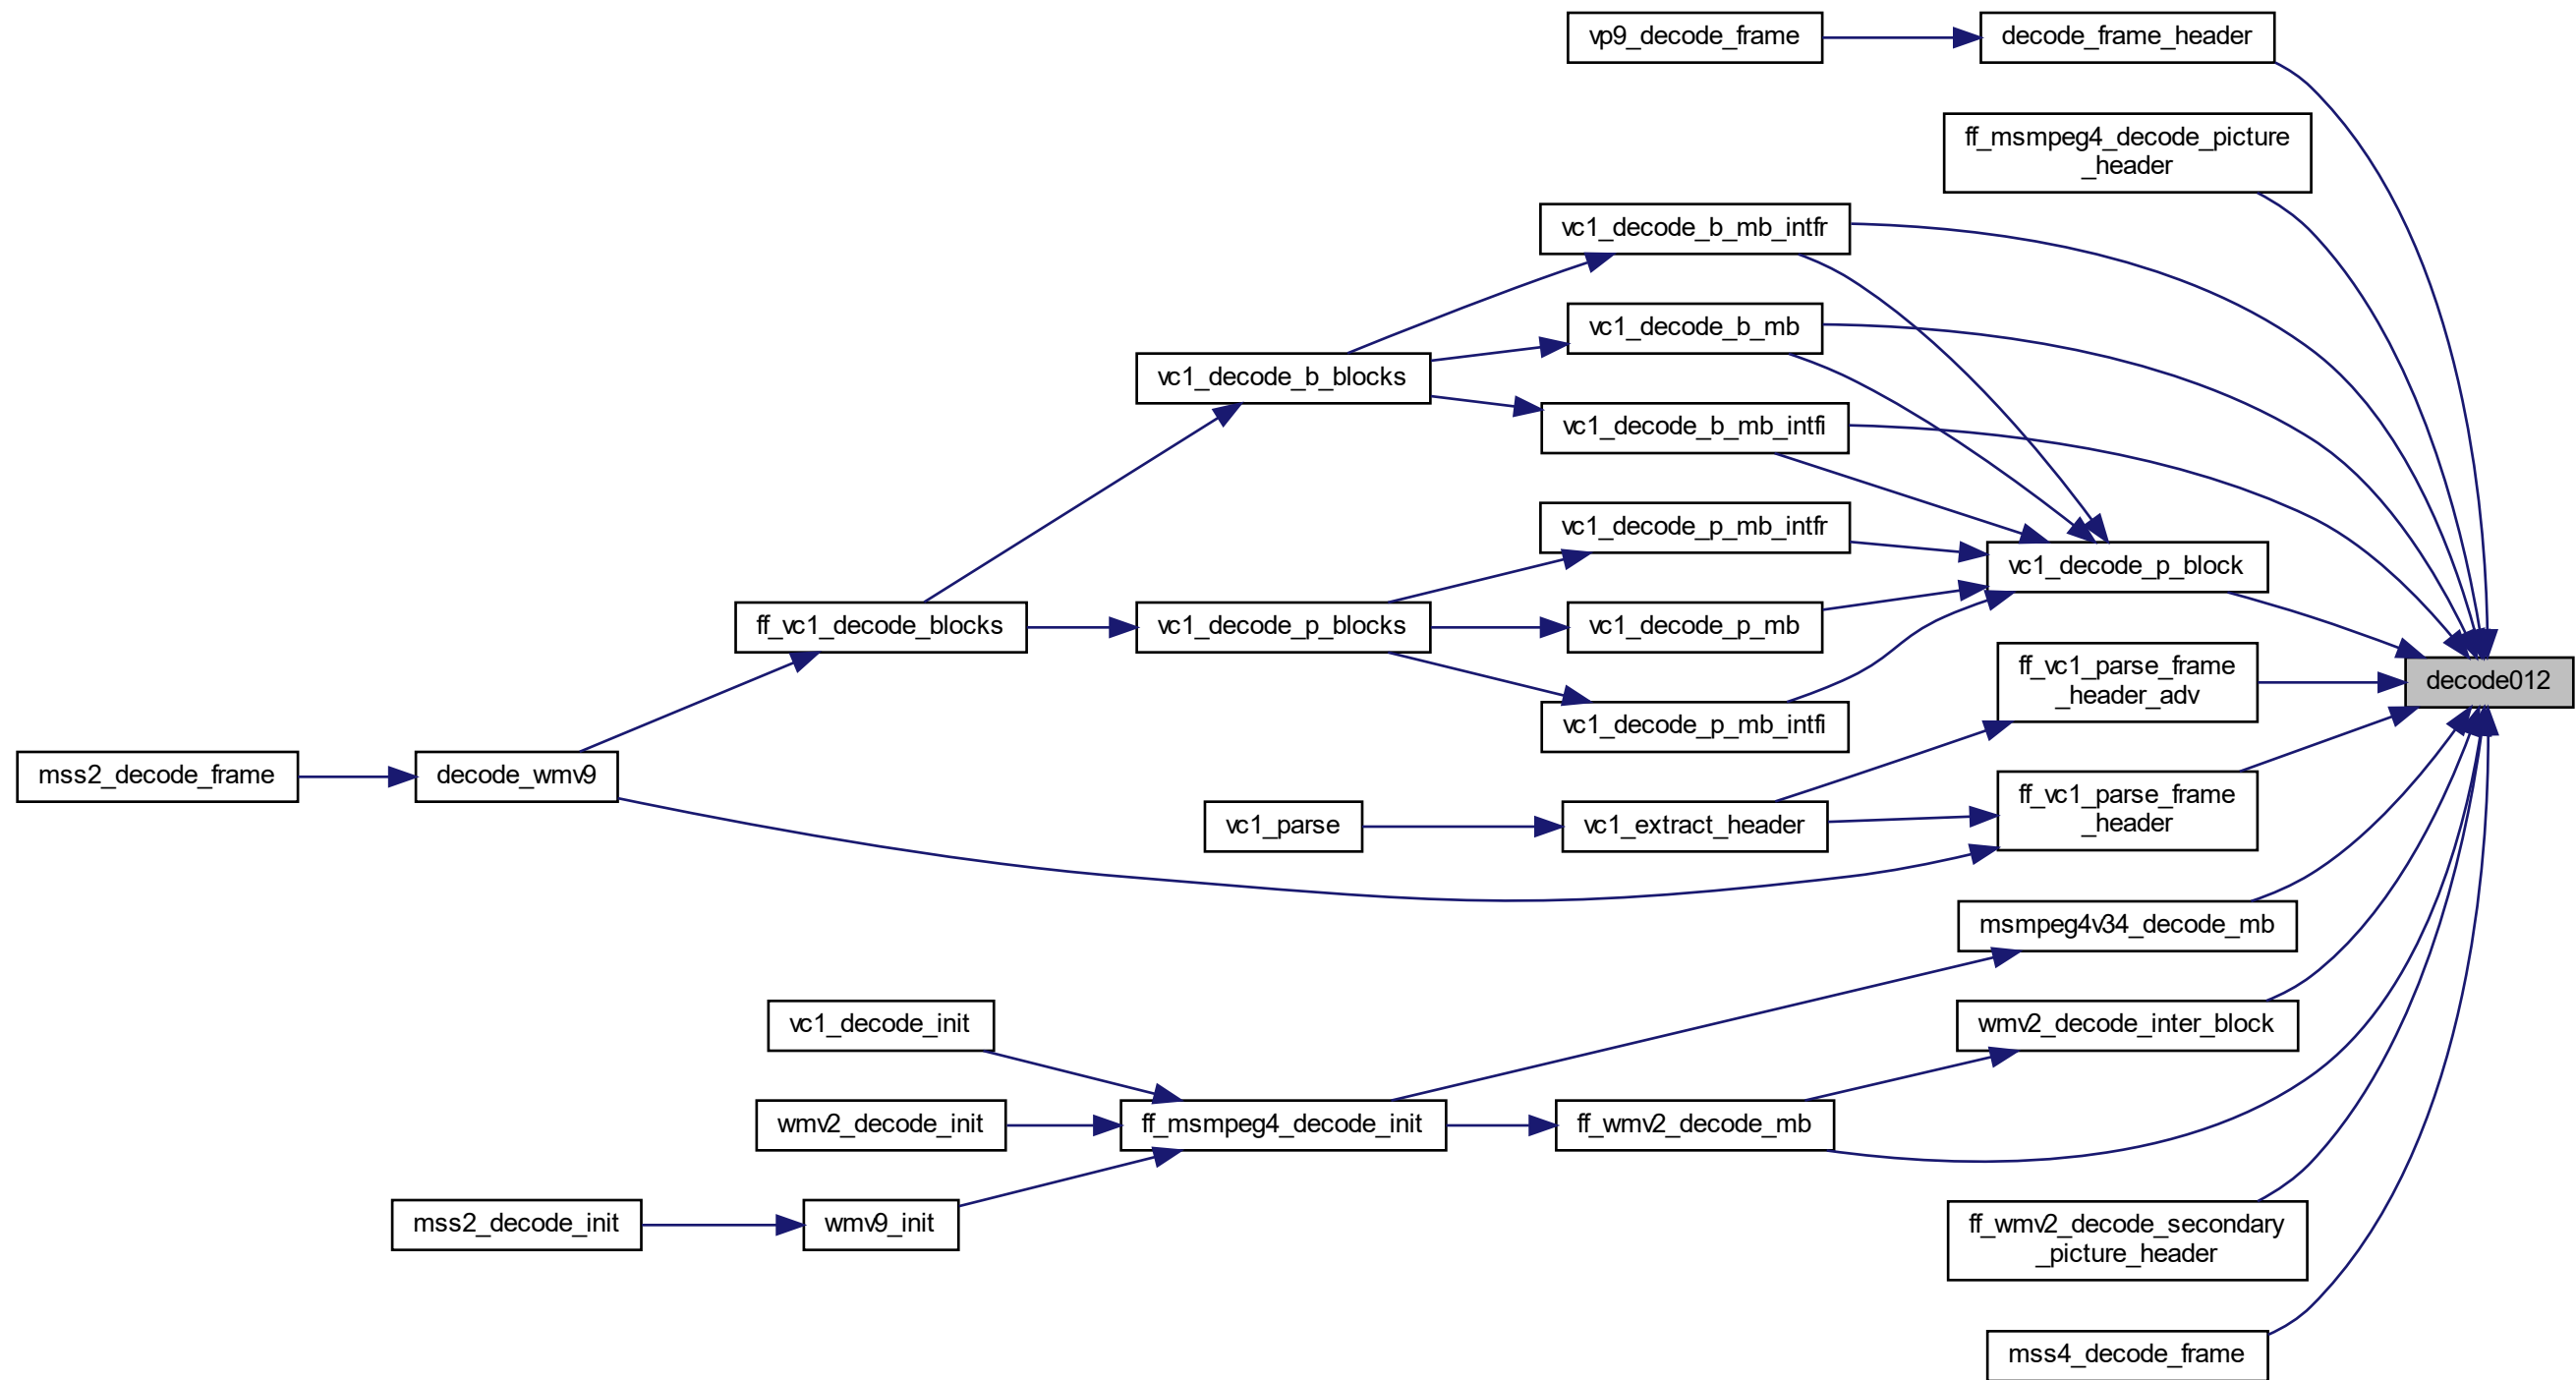 vp9_decode_frame
decode_frame_header
ff_msmpeg4_decode_picture
_header
vc1_decode_b_mb_intfr
vc1_decode_b_mb
vc1_decode_b_blocks
vc1_decode_b_mb_intfi
vc1_decode_p_mb_intfr
vc1_decode_p_block
ff_vc1_decode_blocks
vc1_decode_p_blocks
vc1_decode_p_mb
ff_vc1_parse_frame
_header_adv
decode012
vc1_decode_p_mb_intfi
mss2_decode_frame
decode_wmv9
ff_vc1_parse_frame
_header
vc1_parse
vc1_extract_header
msmpeg4v34_decode_mb
vc1_decode_init
wmv2_decode_inter_block
wmv2_decode_init
ff_msmpeg4_decode_init
ff_wmv2_decode_mb
mss2_decode_init
wmv9_init
ff_wmv2_decode_secondary
_picture_header
mss4_decode_frame